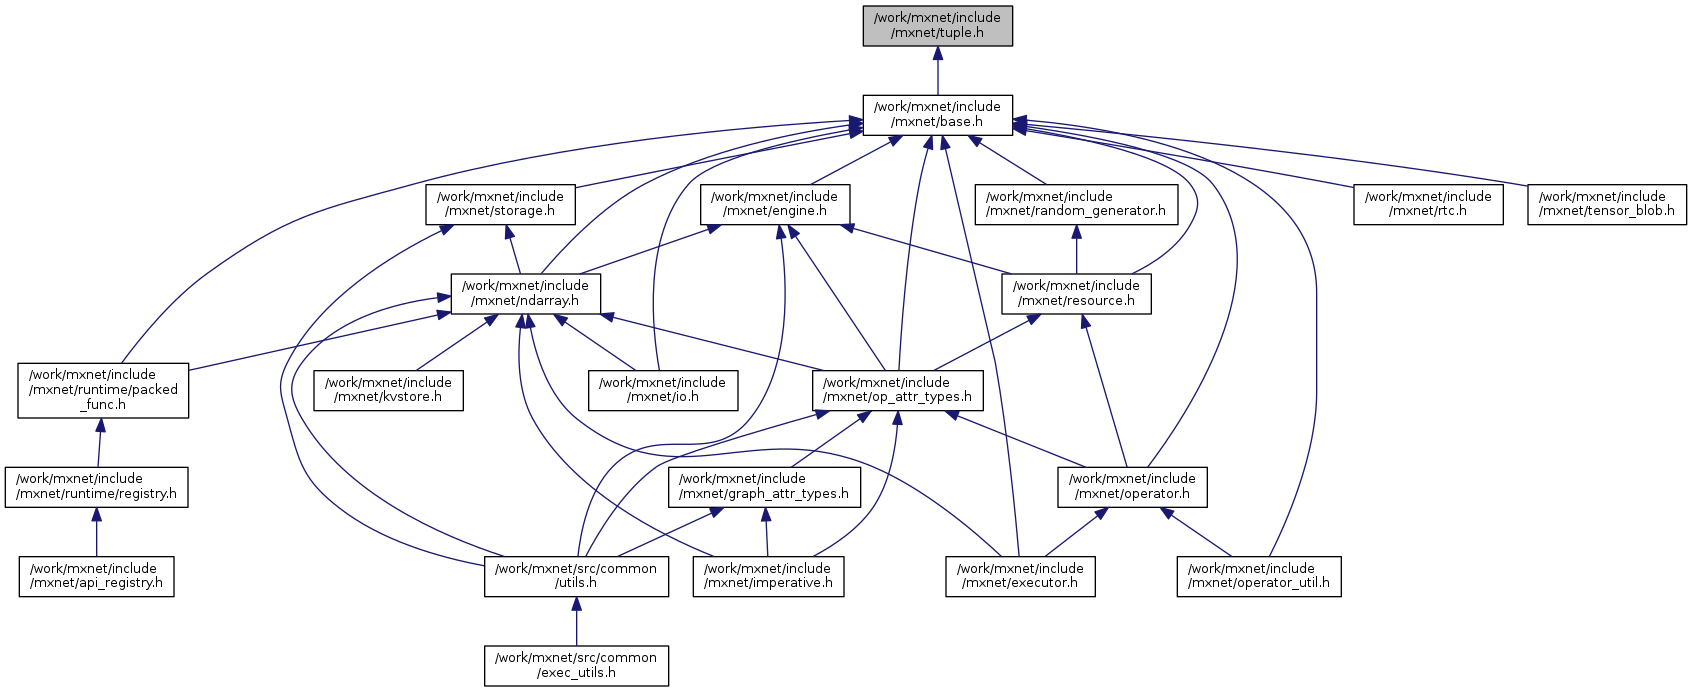 /work/mxnet/include
/mxnet/tuple.h
/work/mxnet/include
/mxnet/base.h
/work/mxnet/include
/mxnet/storage.h
/work/mxnet/include
/mxnet/engine.h
/work/mxnet/include
/mxnet/random_generator.h
/work/mxnet/include
/mxnet/rtc.h
/work/mxnet/include
/mxnet/tensor_blob.h
/work/mxnet/include
/mxnet/ndarray.h
/work/mxnet/include
/mxnet/resource.h
/work/mxnet/include
/mxnet/runtime/packed
_func.h
/work/mxnet/include
/mxnet/kvstore.h
/work/mxnet/include
/mxnet/io.h
/work/mxnet/include
/mxnet/op_attr_types.h
/work/mxnet/include
/mxnet/runtime/registry.h
/work/mxnet/include
/mxnet/graph_attr_types.h
/work/mxnet/include
/mxnet/operator.h
/work/mxnet/include
/mxnet/api_registry.h
/work/mxnet/src/common
/utils.h
/work/mxnet/include
/mxnet/imperative.h
/work/mxnet/include
/mxnet/executor.h
/work/mxnet/include
/mxnet/operator_util.h
/work/mxnet/src/common
/exec_utils.h